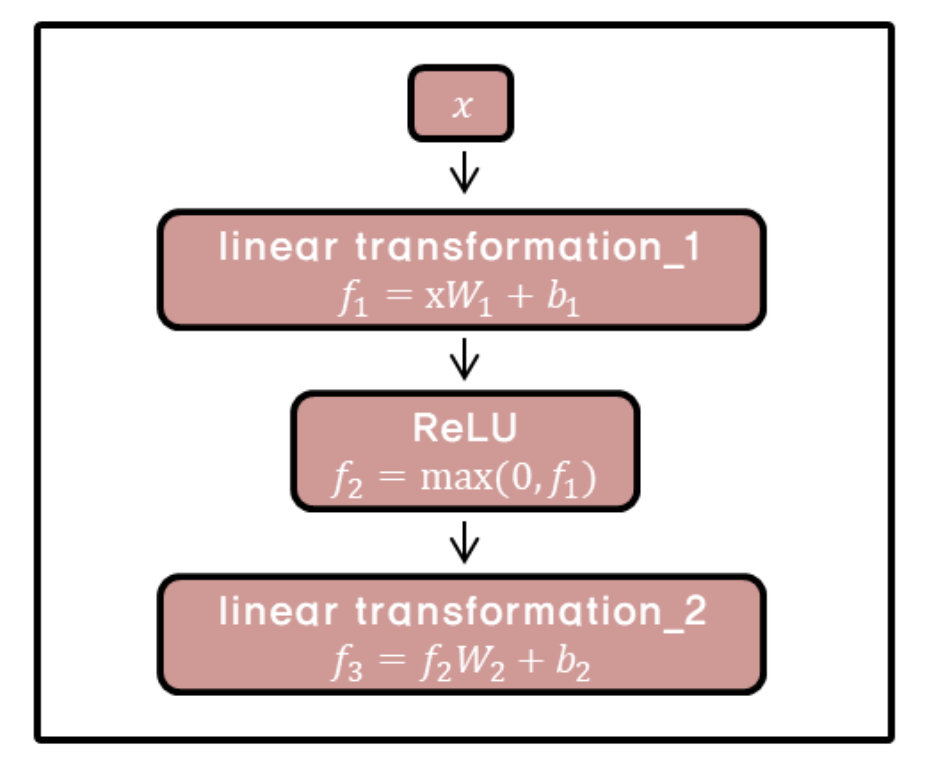 x
linear transformation_1
f₁ = xW₁ + b₁
ReLU
f₂ = max(0, f₁)
linear transformation_2
f₃ = f₂W₂ + b₂